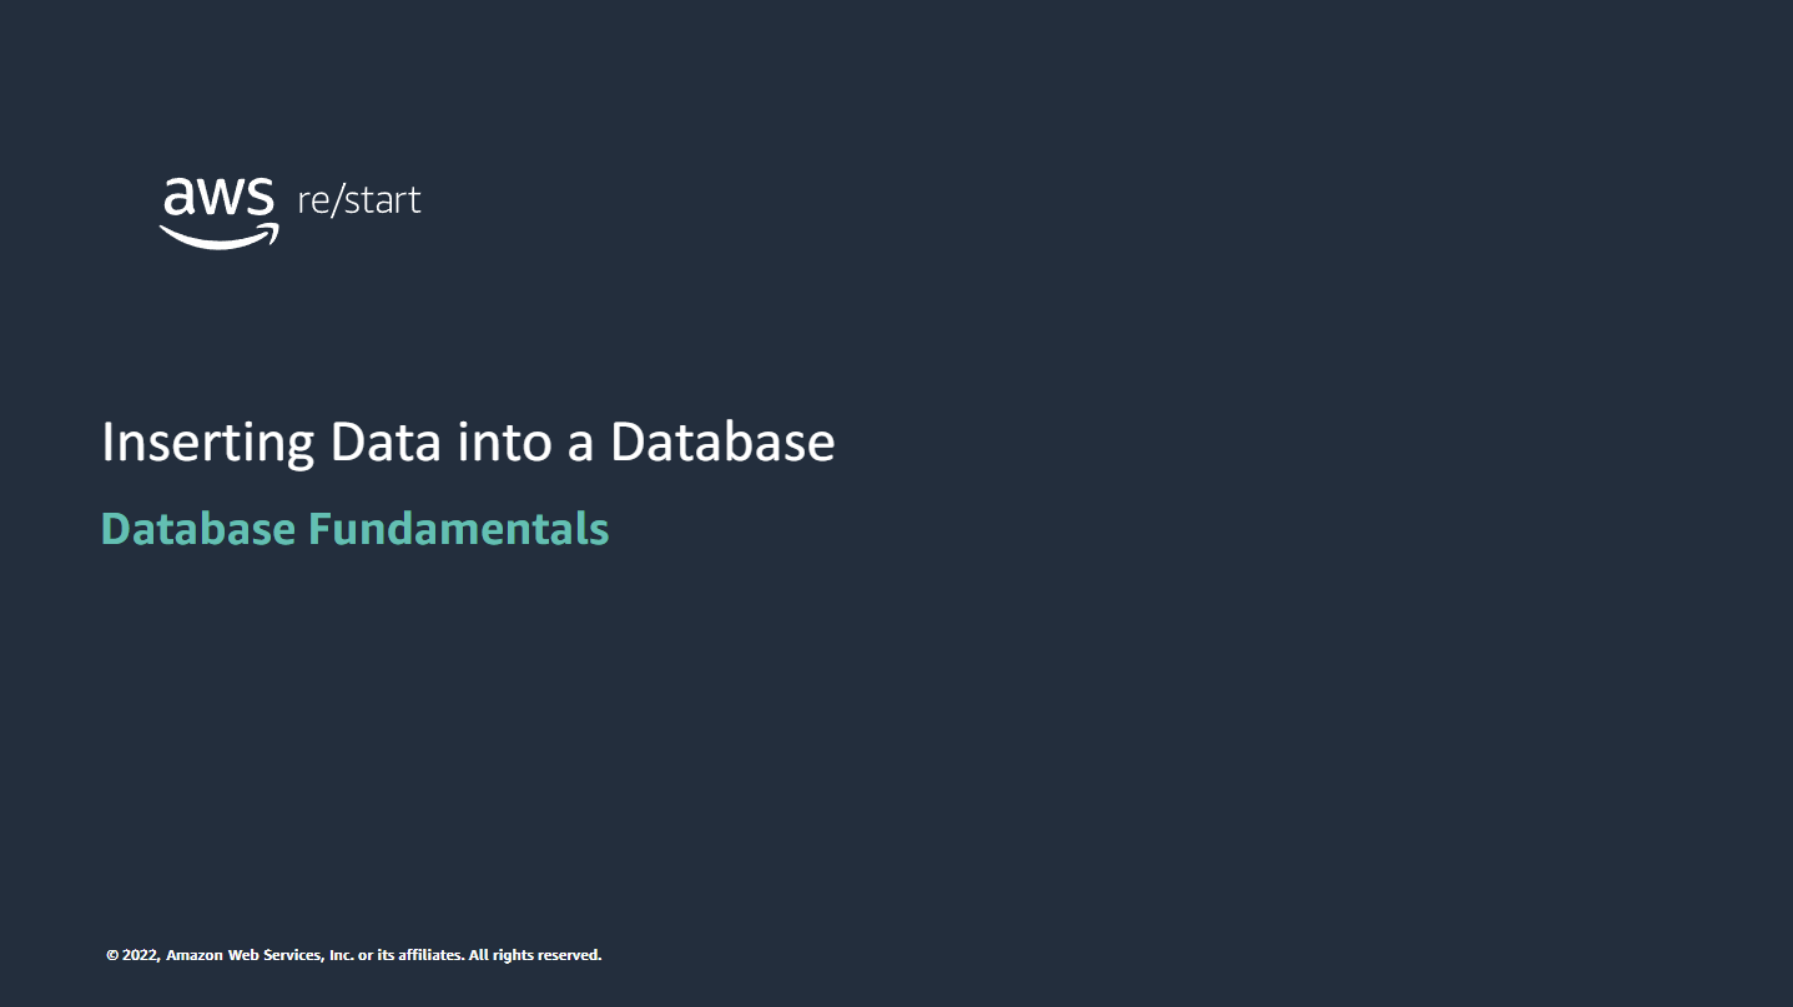 aws re/start
Inserting Data into a Database
Database Fundamentals
© 2022, Amazon Web Services, Inc. or its affiliates. All rights reserved.